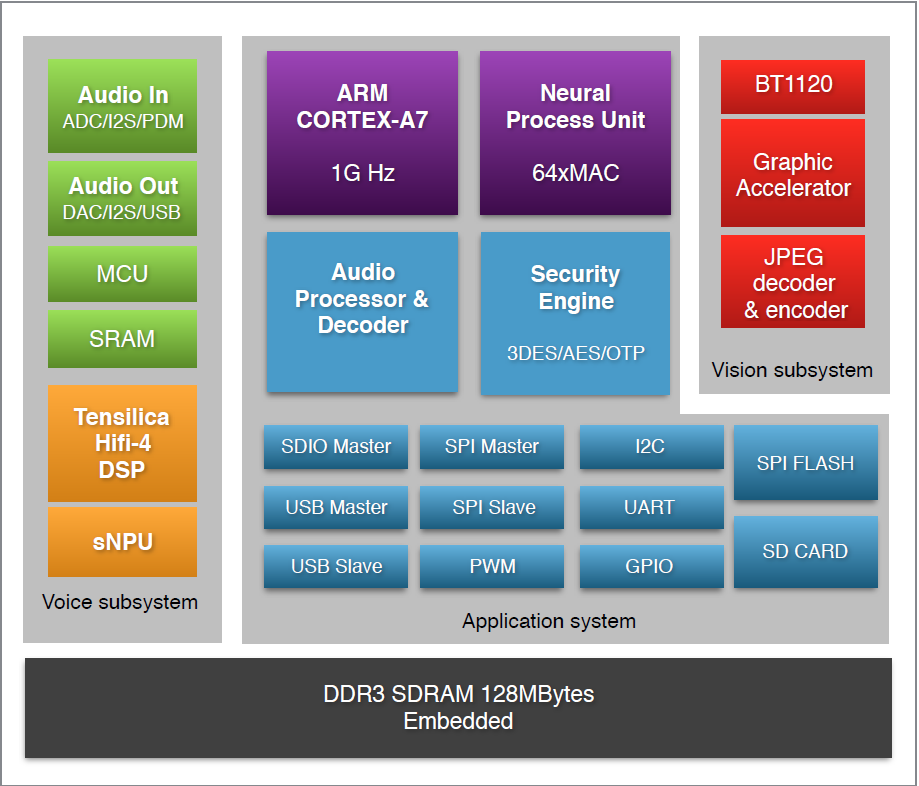 Audio In
ADC/I2S/PDM
Audio Out
DAC/I2S/USB
MCU
SRAM
Tensilica
Hifi-4
DSP
sNPU
Voice subsystem
ARM
CORTEX-A7
1G Hz
Neural
Process Unit
64xMAC
Audio
Processor &
Decoder
Security
Engine
3DES/AES/OTP
SDIO Master
SPI Master
I2C
USB Master
SPI Slave
UART
USB Slave
PWM
GPIO
SPI FLASH
SD CARD
Application system
BT1120
Graphic
Accelerator
JPEG
decoder
& encoder
Vision subsystem
DDR3 SDRAM 128MBytes
Embedded